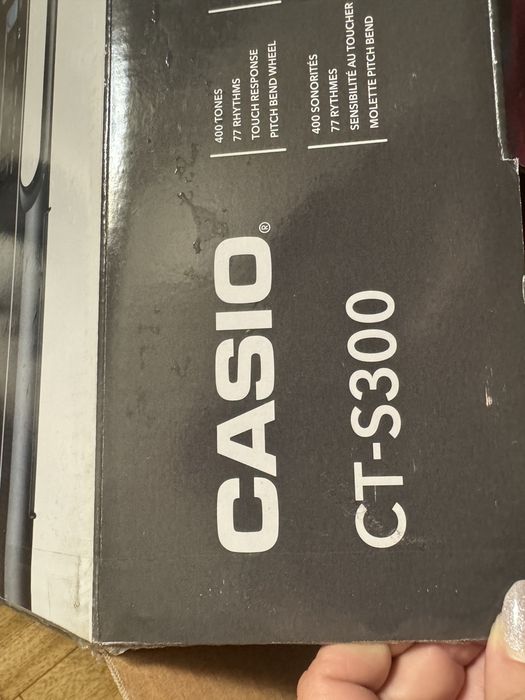 400 TONES
77 RHYTHMS
TOUCH RESPONSE
PITCH BEND WHEEL
400 SONORITÉS
77 RYTHMES
SENSIBILITÉ AU TOUCHER
MOLETTE PITCH BEND
CASIO®
CT-S300